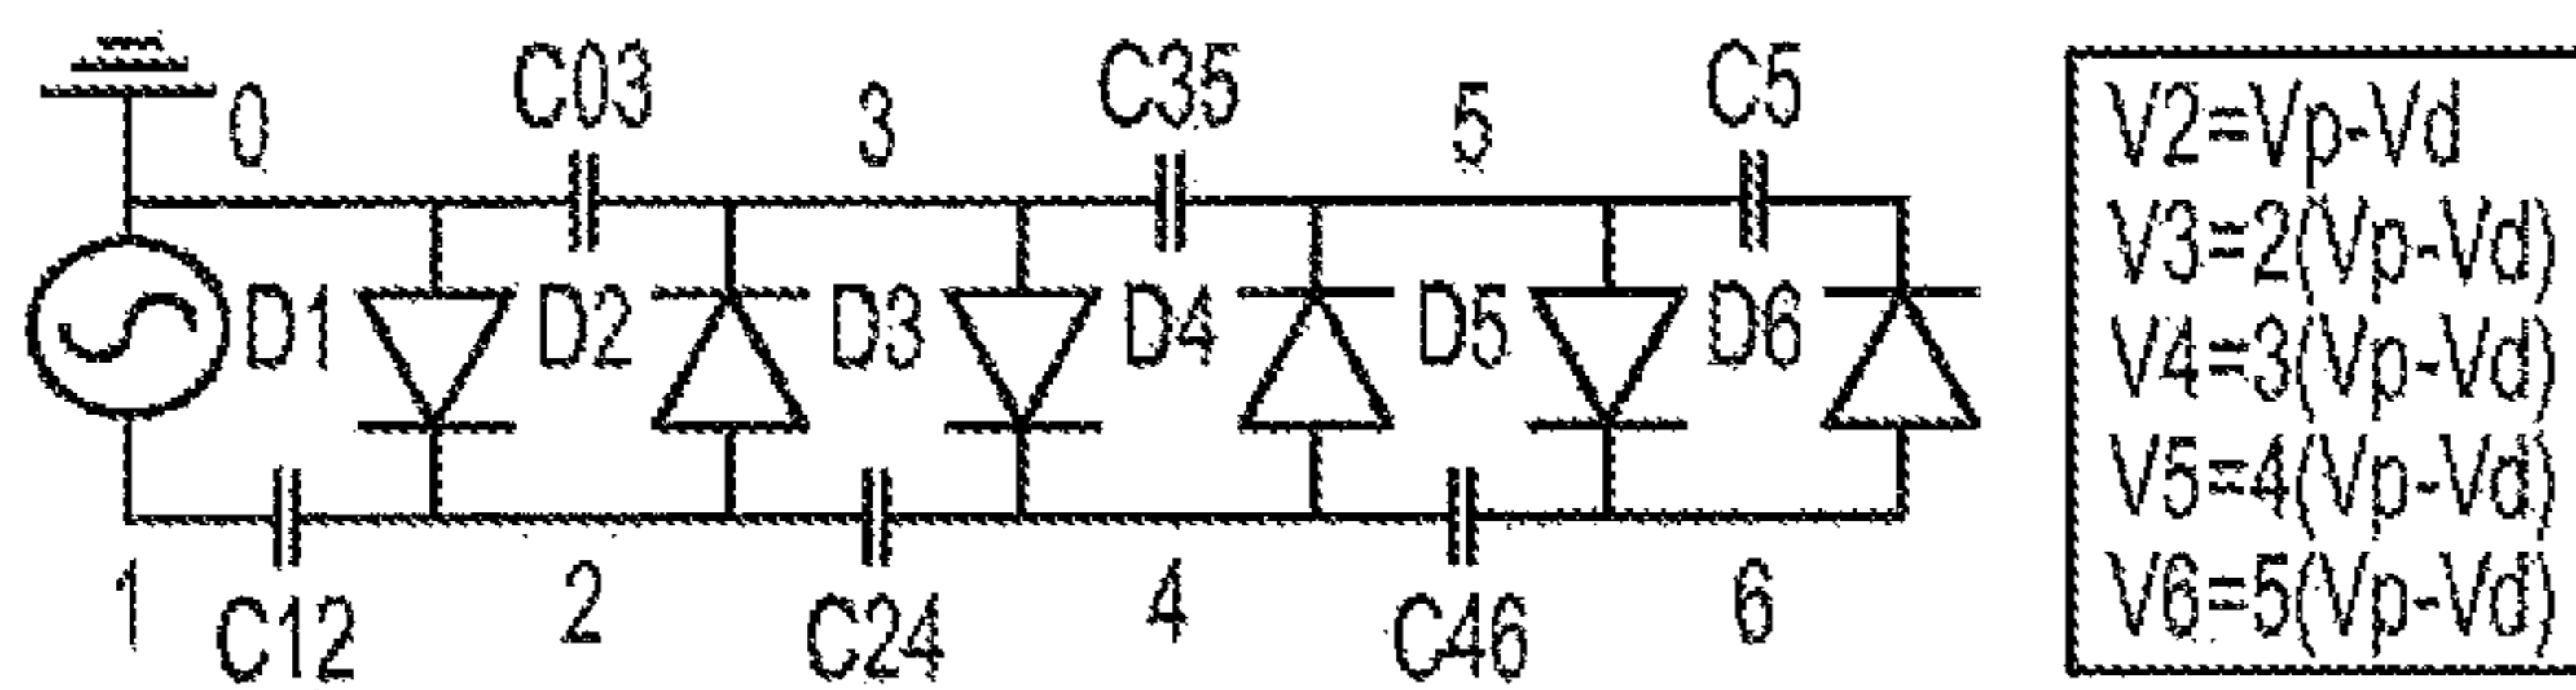 0 C03 3 C35 5 C5
D1 D2 D3 D4 D5 D6
1 C12 2 C24 4 C46 6
V2=Vp-Vd
V3=2(Vp-Vd)
V4=3(Vp-Vd)
V5=4(Vp-Vd)
V6=5(Vp-Vd)